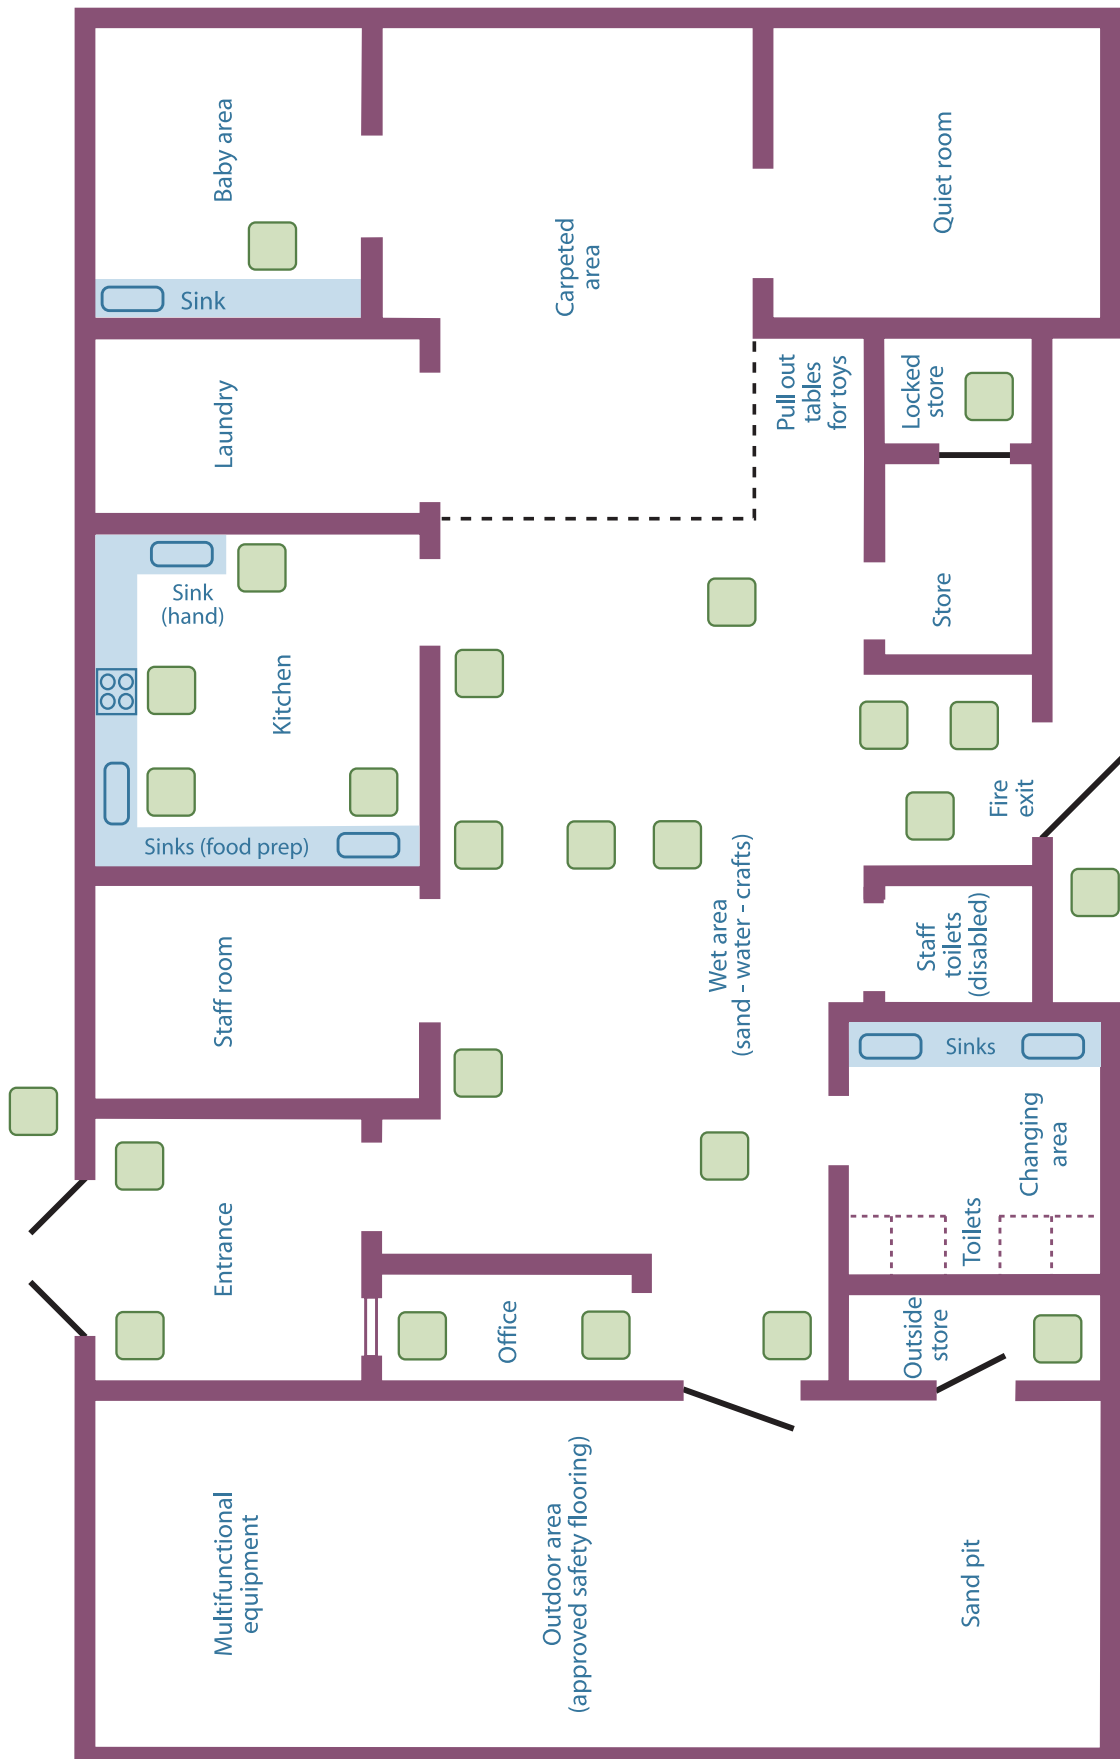 Baby area
Sink
Carpeted
area
Quiet room
Laundry
Pull out
tables
for toys
Locked
store
Sink
(hand)
Kitchen
Sinks (food prep)
Store
Fire
exit
Staff room
Wet area
(sand - water - crafts)
Staff
toilets
(disabled)
Sinks
Changing
area
Toilets
Entrance
Office
Outside
store
Multifunctional
equipment
Outdoor area
(approved safety flooring)
Sand pit